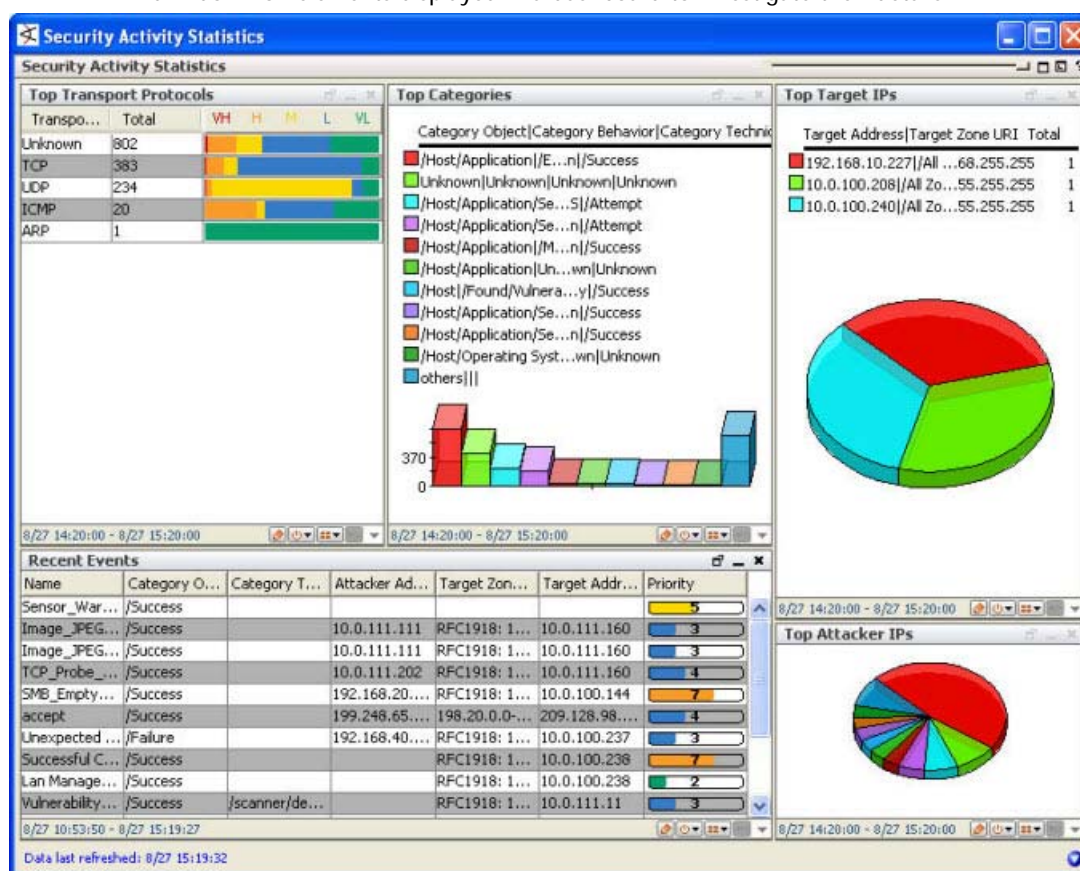 Security Activity Statistics
Security Activity Statistics
Top Transport Protocols
Transpo... Total VH H M L VL
Unknown 802
TCP 383
UDP 234
ICMP 20
ARP 1
8/27 14:20:00 - 8/27 15:20:00
Top Categories
Category Object|Category Behavior|Category Techniq
/Host/Application|/E...n|/Success
Unknown|Unknown|Unknown|Unknown
/Host/Application/Se...S|/Attempt
/Host/Application/Se...n|/Attempt
/Host/Application|/M...n|/Success
/Host/Application|Un...wn|Unknown
/Host|/Found/Vulnera...y|/Success
/Host/Application/Se...n|/Success
/Host/Application/Se...n|/Success
/Host/Operating Syst...wn|Unknown
others|||
370
0
8/27 14:20:00 - 8/27 15:20:00
Top Target IPs
Target Address|Target Zone URI Total
192.168.10.227|/All ...68.255.255 1
10.0.100.208|/All Zo...55.255.255 1
10.0.100.240|/All Zo...55.255.255 1
8/27 14:20:00 - 8/27 15:20:00
Recent Events
Name Category O... Category T... Attacker Ad... Target Zon... Target Addr... Priority
Sensor_War... /Success 5
Image_JPEG... /Success 10.0.111.111 RFC1918: 1... 10.0.111.160 3
Image_JPEG... /Success 10.0.111.111 RFC1918: 1... 10.0.111.160 3
TCP_Probe_... /Success 10.0.111.202 RFC1918: 1... 10.0.111.160 4
SMB_Empty... /Success 192.168.20.... RFC1918: 1... 10.0.100.144 7
accept /Success 199.248.65.... 198.20.0.0-... 209.128.98.... 4
Unexpected ... /Failure 192.168.40.... RFC1918: 1... 10.0.100.237 3
Successful C... /Success RFC1918: 1... 10.0.100.238 7
Lan Manage... /Success RFC1918: 1... 10.0.100.238 2
Vulnerability... /Success /scanner/de... RFC1918: 1... 10.0.111.11 3
8/27 10:53:50 - 8/27 15:19:27
Top Attacker IPs
8/27 14:20:00 - 8/27 15:20:00
Data last refreshed: 8/27 15:19:32